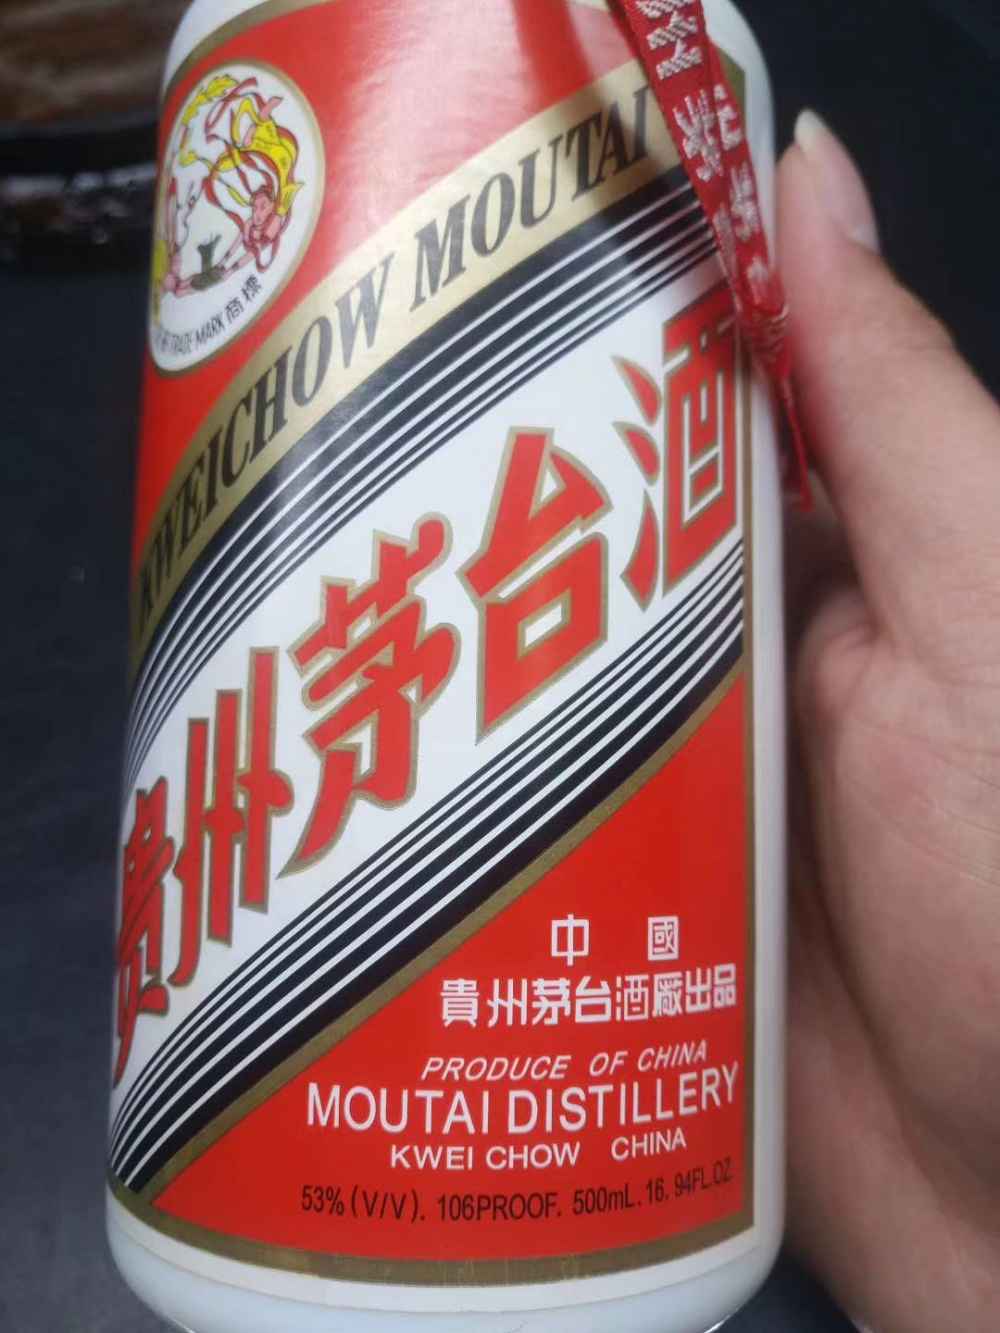 TRADE MARK 商標
KWEICHOW MOUTAI
貴州茅台酒
中 國
貴州茅台酒廠出品
PRODUCE OF CHINA
MOUTAI DISTILLERY
KWEI CHOW CHINA
53% (V/V). 106PROOF. 500mL. 16.94FL.OZ.